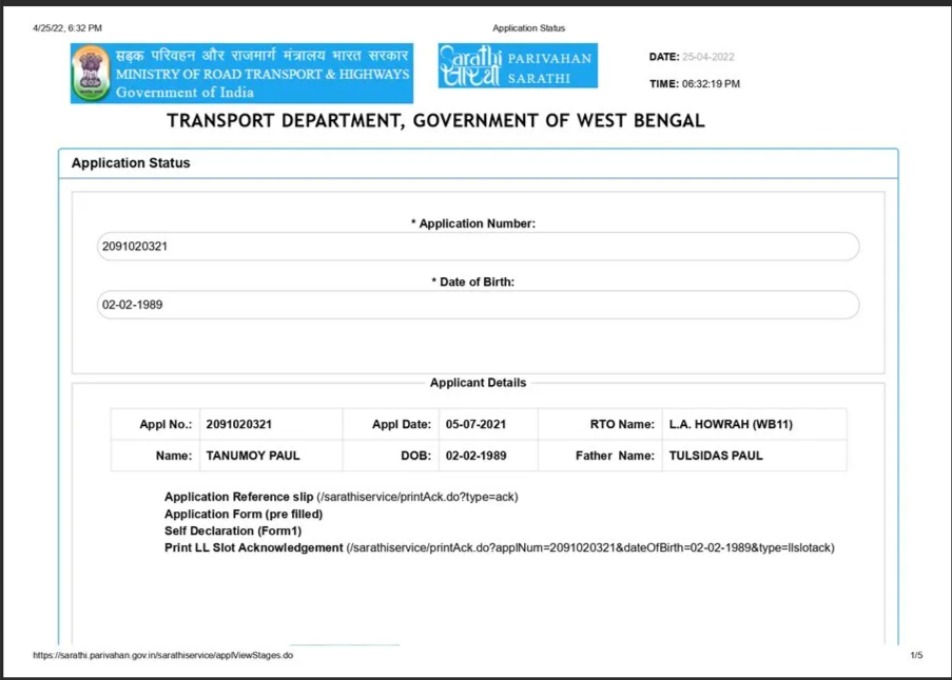 4/25/22, 6:32 PM Application Status
सड़क परिवहन और राजमार्ग मंत्रालय भारत सरकार
MINISTRY OF ROAD TRANSPORT & HIGHWAYS
Government of India
Sarathi सारथी PARIVAHAN SARATHI
DATE: 25-04-2022
TIME: 06:32:19 PM
TRANSPORT DEPARTMENT, GOVERNMENT OF WEST BENGAL
Application Status
* Application Number:
2091020321
* Date of Birth:
02-02-1989
Applicant Details
Appl No.: 2091020321 Appl Date: 05-07-2021 RTO Name: L.A. HOWRAH (WB11)
Name: TANUMOY PAUL DOB: 02-02-1989 Father Name: TULSIDAS PAUL
Application Reference slip (/sarathiservice/printAck.do?type=ack)
Application Form (pre filled)
Self Declaration (Form1)
Print LL Slot Acknowledgement (/sarathiservice/printAck.do?applNum=2091020321&dateOfBirth=02-02-1989&type=llslotack)
https://sarathi.parivahan.gov.in/sarathiservice/applViewStages.do 1/5